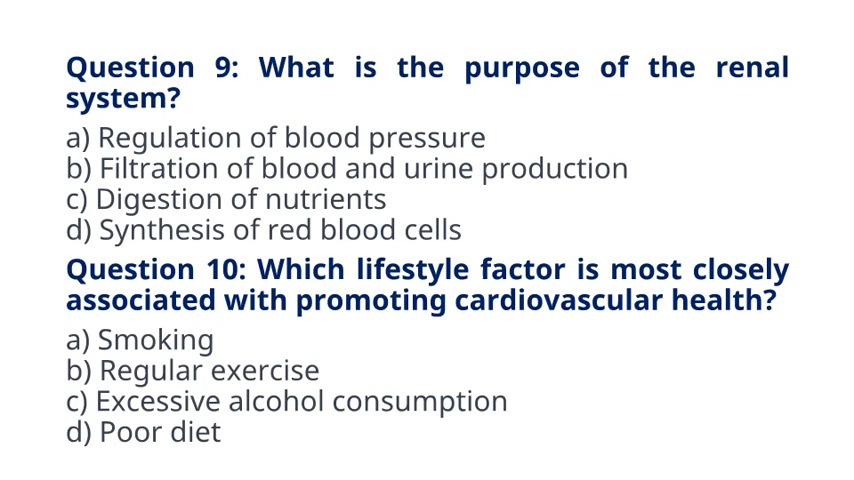 Question 9: What is the purpose of the renal
system?
a) Regulation of blood pressure
b) Filtration of blood and urine production
c) Digestion of nutrients
d) Synthesis of red blood cells
Question 10: Which lifestyle factor is most closely
associated with promoting cardiovascular health?
a) Smoking
b) Regular exercise
c) Excessive alcohol consumption
d) Poor diet